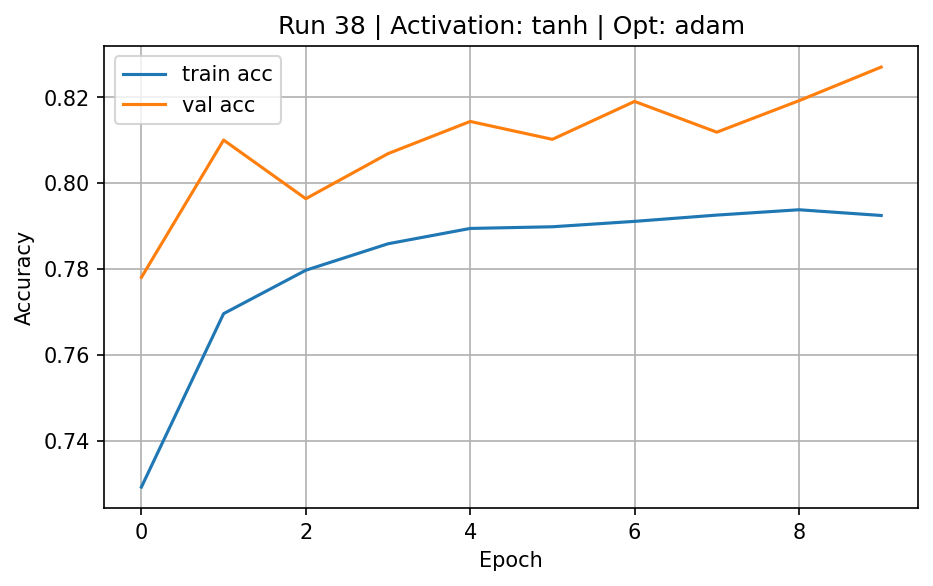 Run 38 | Activation: tanh | Opt: adam
train acc
val acc
0.82
0.80
0.78
0.76
0.74
Accuracy
0 2 4 6 8
Epoch